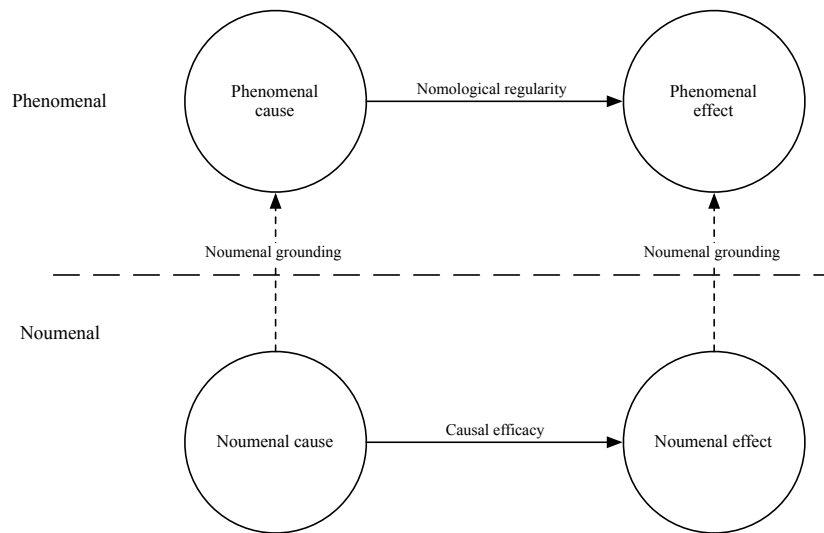 Phenomenal
Phenomenal
cause
Nomological regularity
Phenomenal
effect
Noumenal grounding
Noumenal grounding
Noumenal
Noumenal cause
Causal efficacy
Noumenal effect